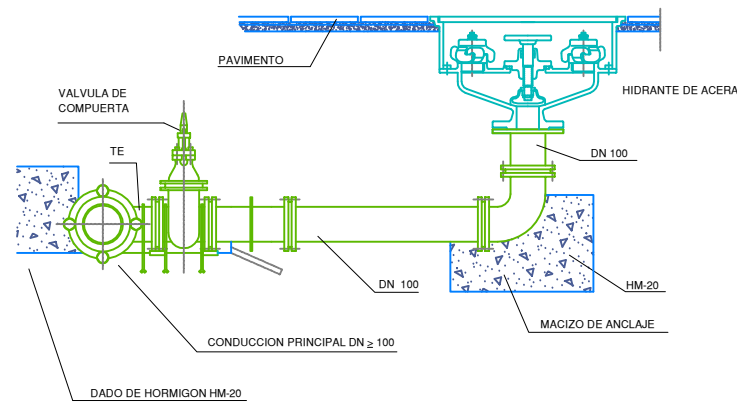 PAVIMENTO
VALVULA DE
COMPUERTA
HIDRANTE DE ACERA
TE
DN 100
DN 100
HM-20
MACIZO DE ANCLAJE
CONDUCCION PRINCIPAL DN ≥ 100
DADO DE HORMIGON HM-20